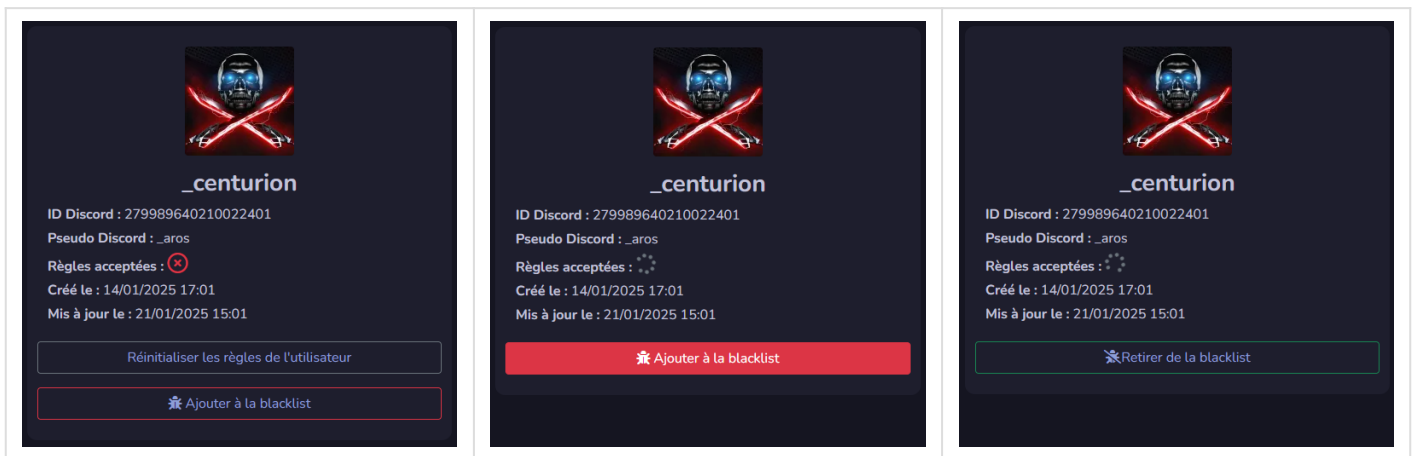 _centurion
ID Discord : 279989640210022401
Pseudo Discord : _aros
Règles acceptées :
Créé le : 14/01/2025 17:01
Mis à jour le : 21/01/2025 15:01
Réinitialiser les règles de l'utilisateur
Ajouter à la blacklist
_centurion
ID Discord : 279989640210022401
Pseudo Discord : _aros
Règles acceptées :
Créé le : 14/01/2025 17:01
Mis à jour le : 21/01/2025 15:01
Ajouter à la blacklist
_centurion
ID Discord : 279989640210022401
Pseudo Discord : _aros
Règles acceptées :
Créé le : 14/01/2025 17:01
Mis à jour le : 21/01/2025 15:01
Retirer de la blacklist